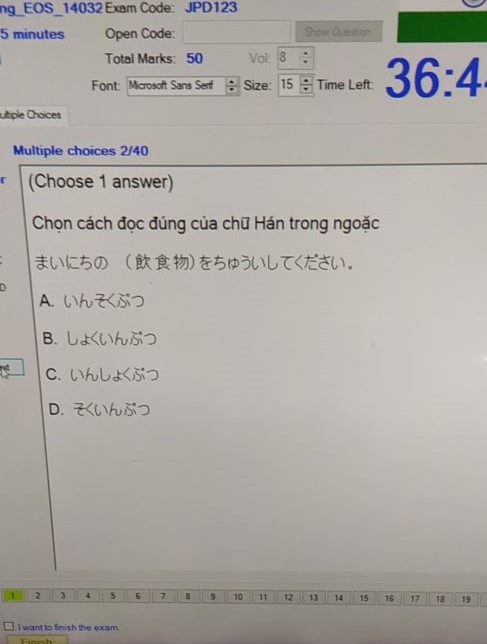 ng_EOS_14032 Exam Code: JPD123
5 minutes Open Code: Show Question
Total Marks: 50 Vol: 8
Font: Microsoft Sans Serif Size: 15 Time Left: 36:4
ultiple Choices
Multiple choices 2/40
(Choose 1 answer)
Chọn cách đọc đúng của chữ Hán trong ngoặc
まいにちの (飲食物)をちゅういしてください。
A. いんそくぶつ
B. しょくいんぶつ
C. いんしょくぶつ
D. そくいんぶつ
1 2 3 4 5 6 7 8 9 10 11 12 13 14 15 16 17 18 19
I want to finish the exam.
Finish